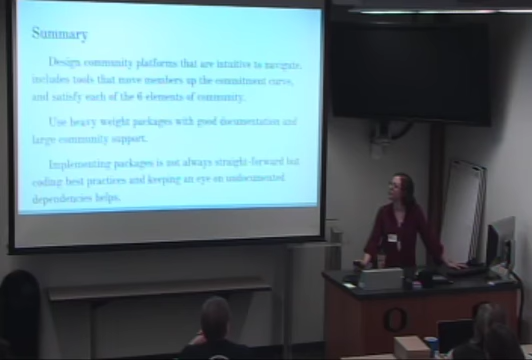 Summary
Design community platforms that are intuitive to navigate,
includes tools that move members up the commitment curve,
and satisfy each of the 6 elements of community.
Use heavy weight packages with good documentation and
large community support.
Implementing packages is not always straight-forward but
coding best practices and keeping an eye on undocumented
dependencies helps.
O